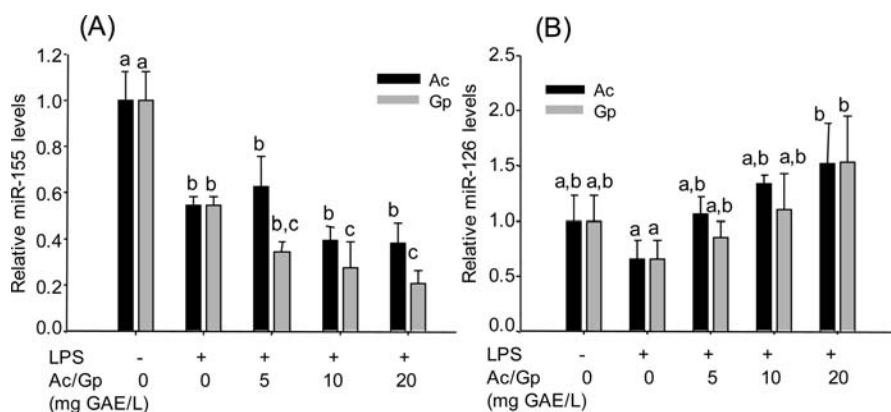 (A)
Relative miR-155 levels
1.2
1.0
0.8
0.6
0.4
0.2
0.0
a a
b b
b
b,c
b
c
b
c
Ac
Gp
LPS - + + + +
Ac/Gp 0 0 5 10 20
(mg GAE/L)
(B)
Relative miR-126 levels
2.5
2.0
1.5
1.0
0.5
0.0
a,b a,b
a a
a,b
a,b
a,b
a,b
b b
Ac
Gp
LPS - + + + +
Ac/Gp 0 0 5 10 20
(mg GAE/L)